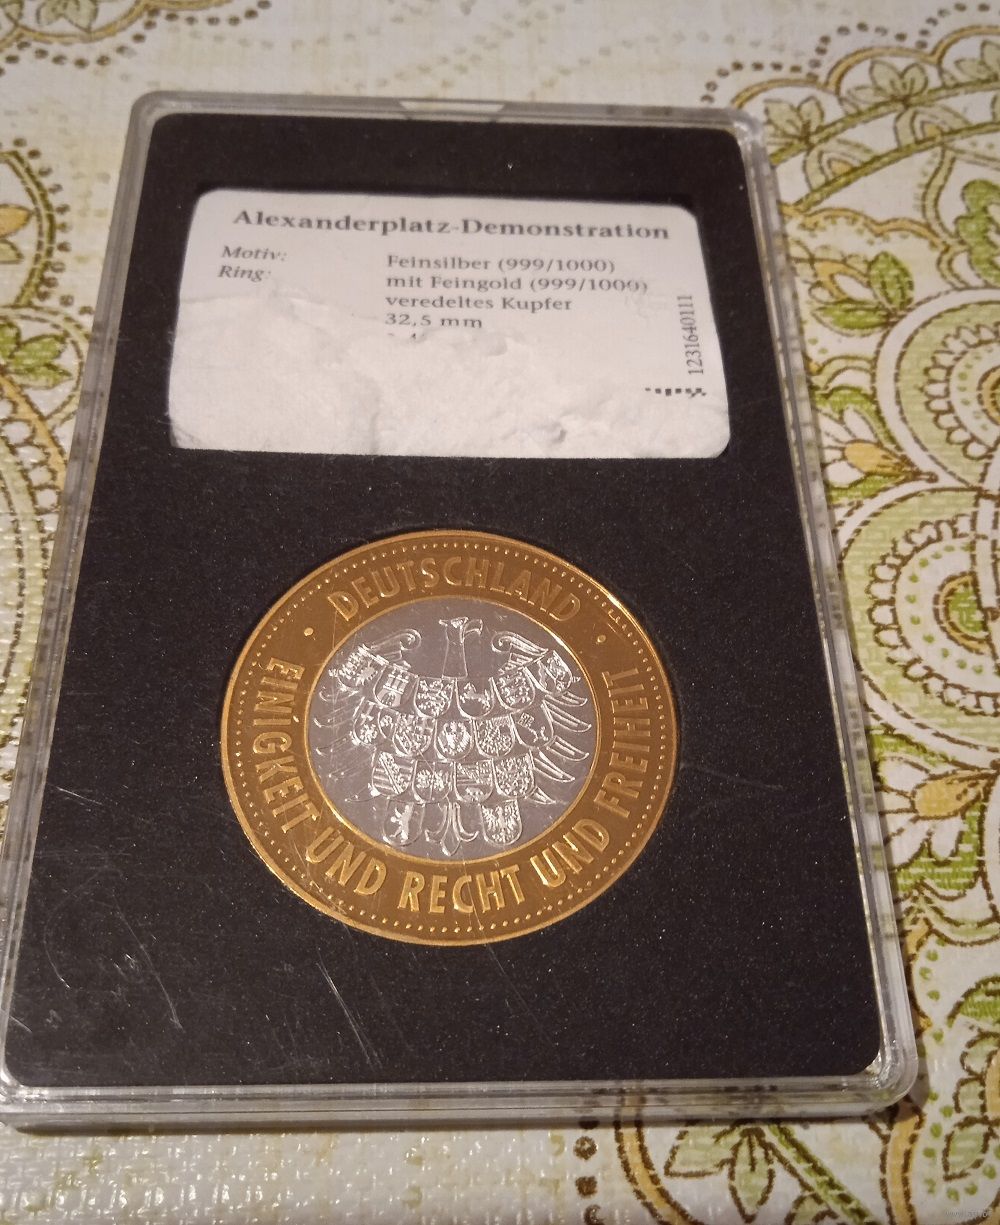 Alexanderplatz-Demonstration
Motiv: Feinsilber (999/1000)
Ring: mit Feingold (999/1000)
veredeltes Kupfer
32,5 mm
1231640111
· DEUTSCHLAND ·
EINIGKEIT UND RECHT UND FREIHEIT